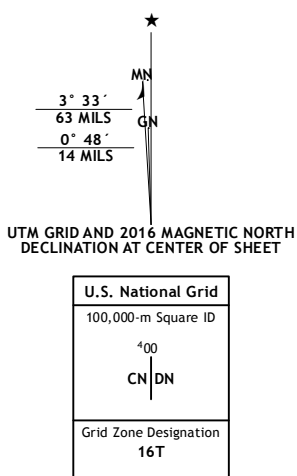 MN
3° 33´
63 MILS
GN
0° 48´
14 MILS
UTM GRID AND 2016 MAGNETIC NORTH
DECLINATION AT CENTER OF SHEET
U.S. National Grid
100,000-m Square ID
⁴00
CN DN
Grid Zone Designation
16T